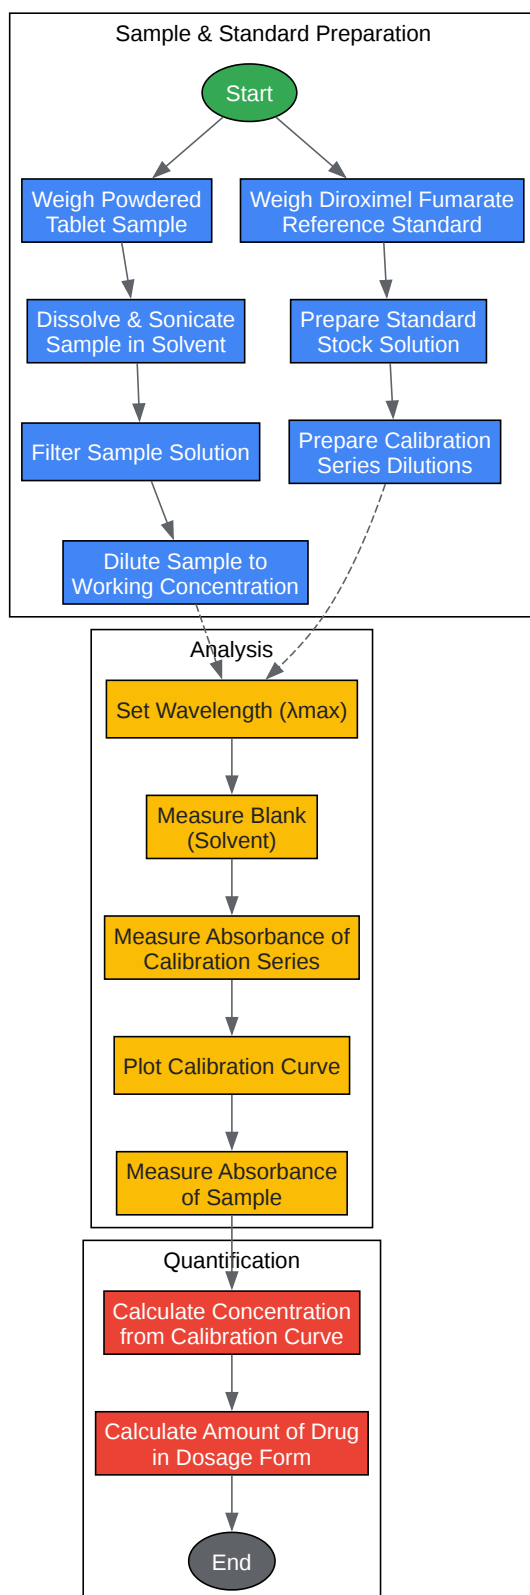 Sample & Standard Preparation
Start
Weigh Powdered
Tablet Sample
Weigh Diroximel Fumarate
Reference Standard
Dissolve & Sonicate
Sample in Solvent
Prepare Standard
Stock Solution
Filter Sample Solution
Prepare Calibration
Series Dilutions
Dilute Sample to
Working Concentration
Analysis
Set Wavelength (λmax)
Measure Blank
(Solvent)
Measure Absorbance of
Calibration Series
Plot Calibration Curve
Measure Absorbance
of Sample
Quantification
Calculate Concentration
from Calibration Curve
Calculate Amount of Drug
in Dosage Form
End